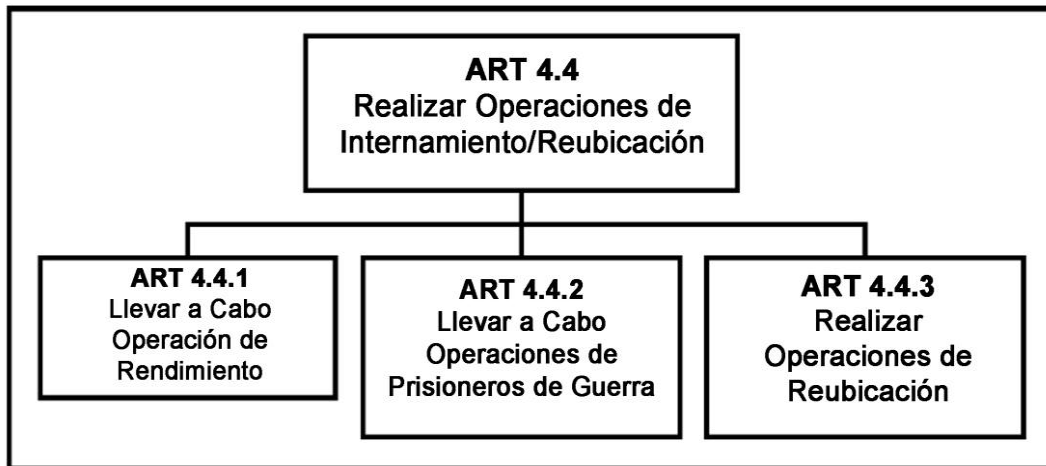 ART 4.4
Realizar Operaciones de
Internamiento/Reubicación
ART 4.4.1
Llevar a Cabo
Operación de
Rendimiento
ART 4.4.2
Llevar a Cabo
Operaciones de
Prisioneros de Guerra
ART 4.4.3
Realizar
Operaciones de
Reubicación